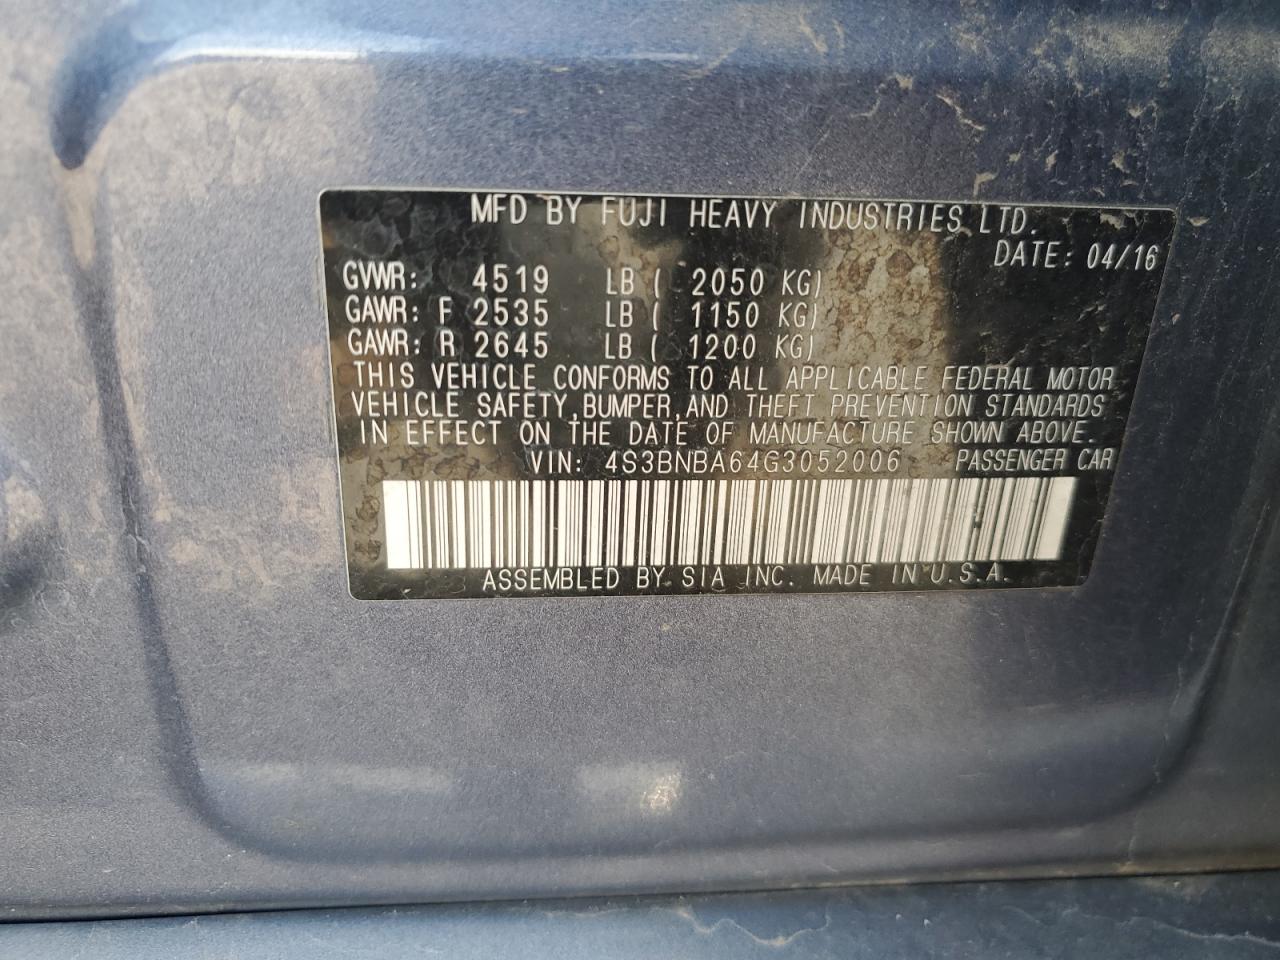 MFD BY FUJI HEAVY INDUSTRIES LTD.
DATE: 04/16
GVWR: 4519 LB ( 2050 KG)
GAWR: F 2535 LB ( 1150 KG)
GAWR: R 2645 LB ( 1200 KG)
THIS VEHICLE CONFORMS TO ALL APPLICABLE FEDERAL MOTOR
VEHICLE SAFETY, BUMPER, AND THEFT PREVENTION STANDARDS
IN EFFECT ON THE DATE OF MANUFACTURE SHOWN ABOVE.
VIN: 4S3BNBA64G3052006 PASSENGER CAR
ASSEMBLED BY SIA INC. MADE IN U.S.A.